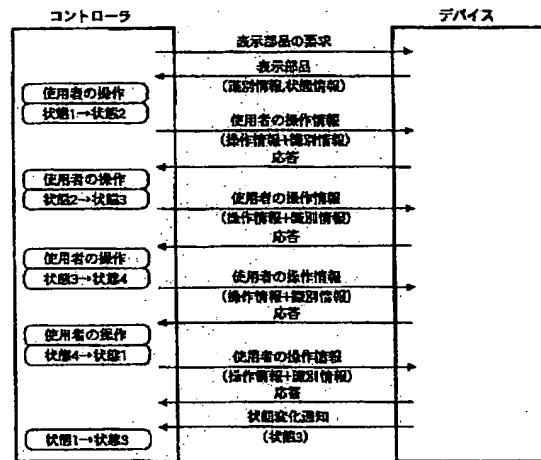 コントローラ
デバイス
表示部品の要求
表示部品
(識別情報,状態情報)
使用者の操作
状態1→状態2
使用者の操作情報
(操作情報+識別情報)
応答
使用者の操作
状態2→状態3
使用者の操作情報
(操作情報+識別情報)
応答
使用者の操作
状態3→状態4
使用者の操作情報
(操作情報+識別情報)
応答
使用者の操作
状態4→状態1
使用者の操作情報
(操作情報+識別情報)
応答
状態変化通知
(状態3)
状態1→状態3